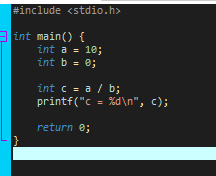 #include <stdio.h>
int main() {
    int a = 10;
    int b = 0;
    int c = a / b;
    printf("c = %d\n", c);
    return 0;
}